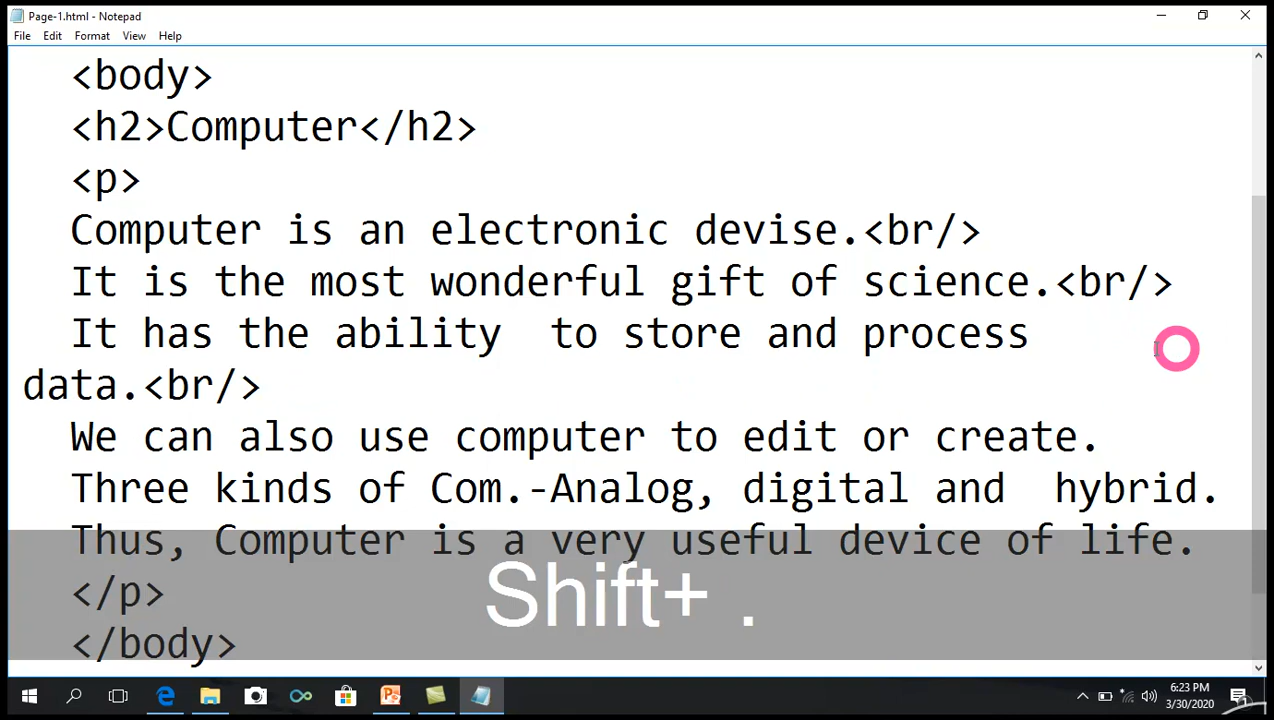 Page-1.html - Notepad
File Edit Format View Help
<body>
<h2>Computer</h2>
<p>
Computer is an electronic devise.<br/>
It is the most wonderful gift of science.<br/>
It has the ability  to store and process
data.<br/>
We can also use computer to edit or create.
Three kinds of Com.-Analog, digital and  hybrid.
Thus, Computer is a very useful device of life.
Shift+ .
</p>
</body>
6:23 PM
3/30/2020